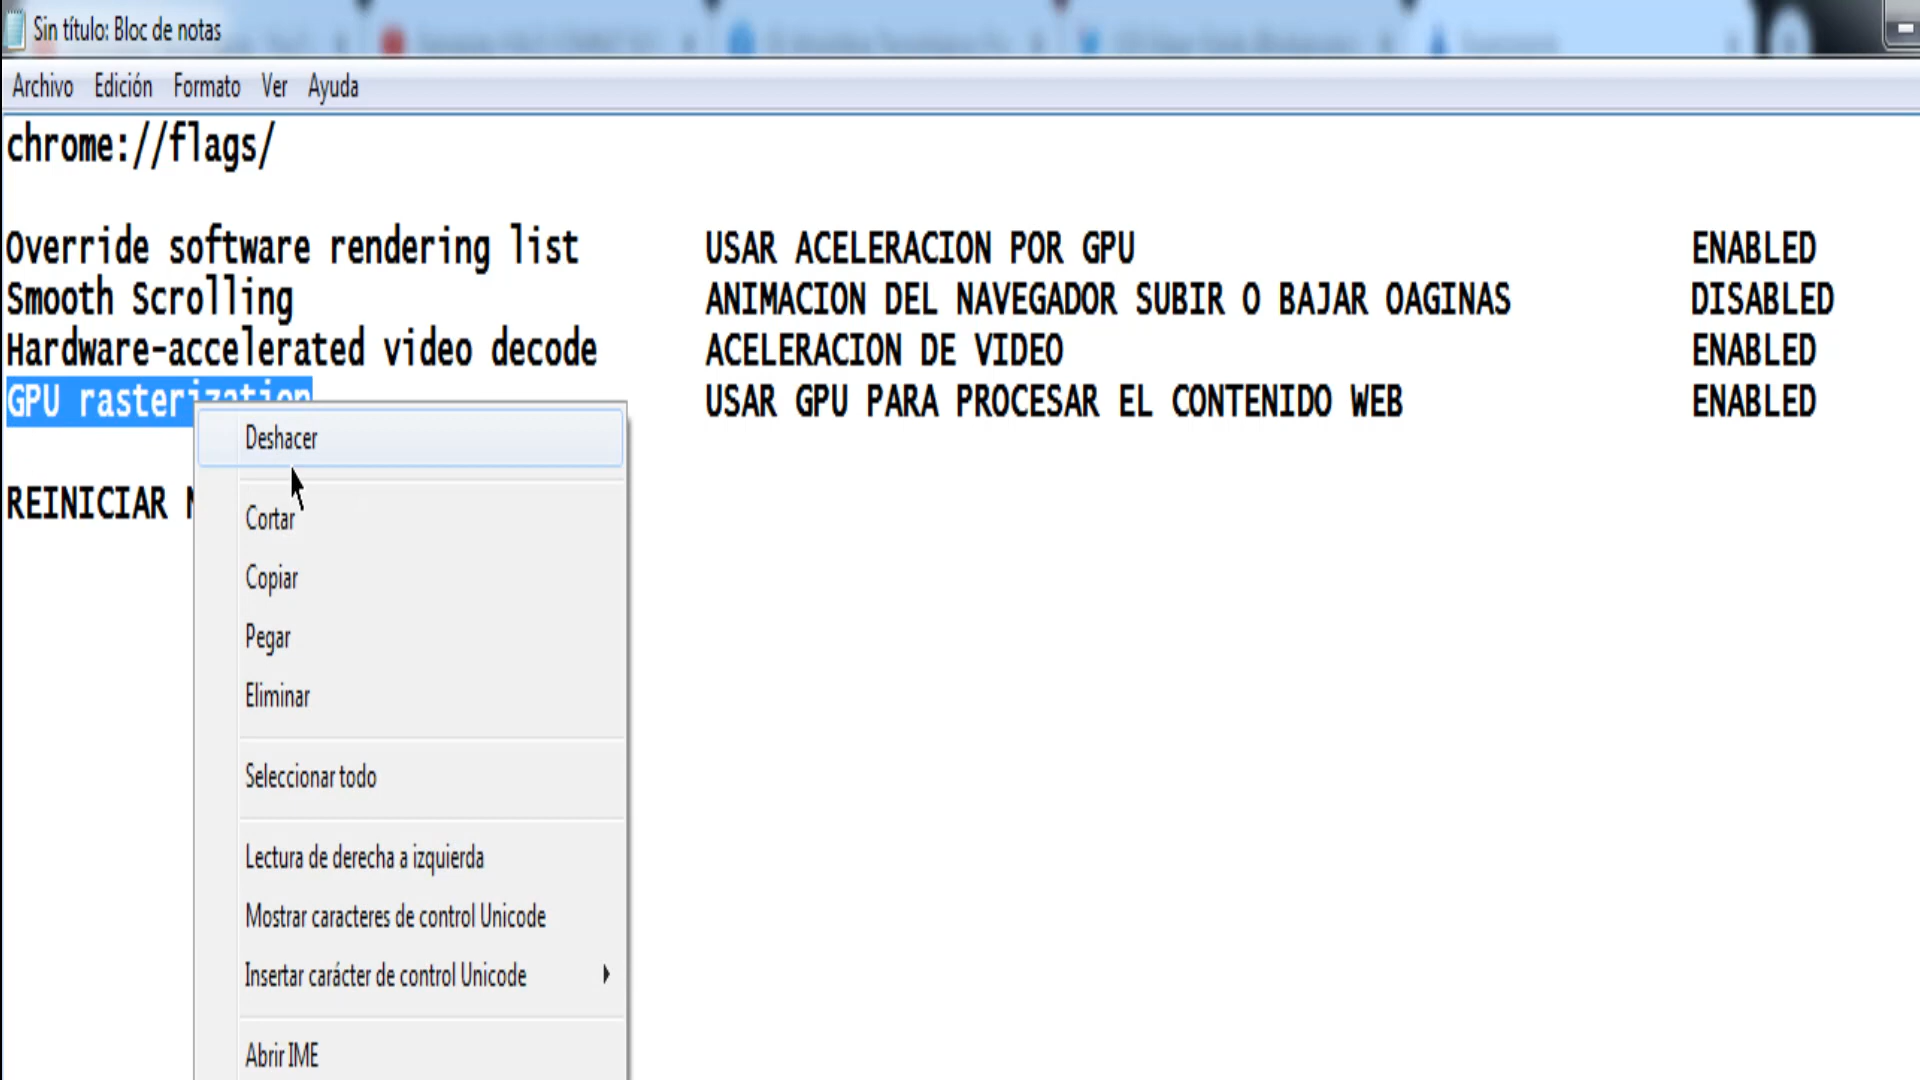 Sin título: Bloc de notas
Archivo Edición Formato Ver Ayuda
chrome://flags/
Override software rendering list USAR ACELERACION POR GPU ENABLED
Smooth Scrolling ANIMACION DEL NAVEGADOR SUBIR O BAJAR OAGINAS DISABLED
Hardware-accelerated video decode ACELERACION DE VIDEO ENABLED
GPU rasterization USAR GPU PARA PROCESAR EL CONTENIDO WEB ENABLED
REINICIAR
Deshacer
Cortar
Copiar
Pegar
Eliminar
Seleccionar todo
Lectura de derecha a izquierda
Mostrar caracteres de control Unicode
Insertar carácter de control Unicode
Abrir IME